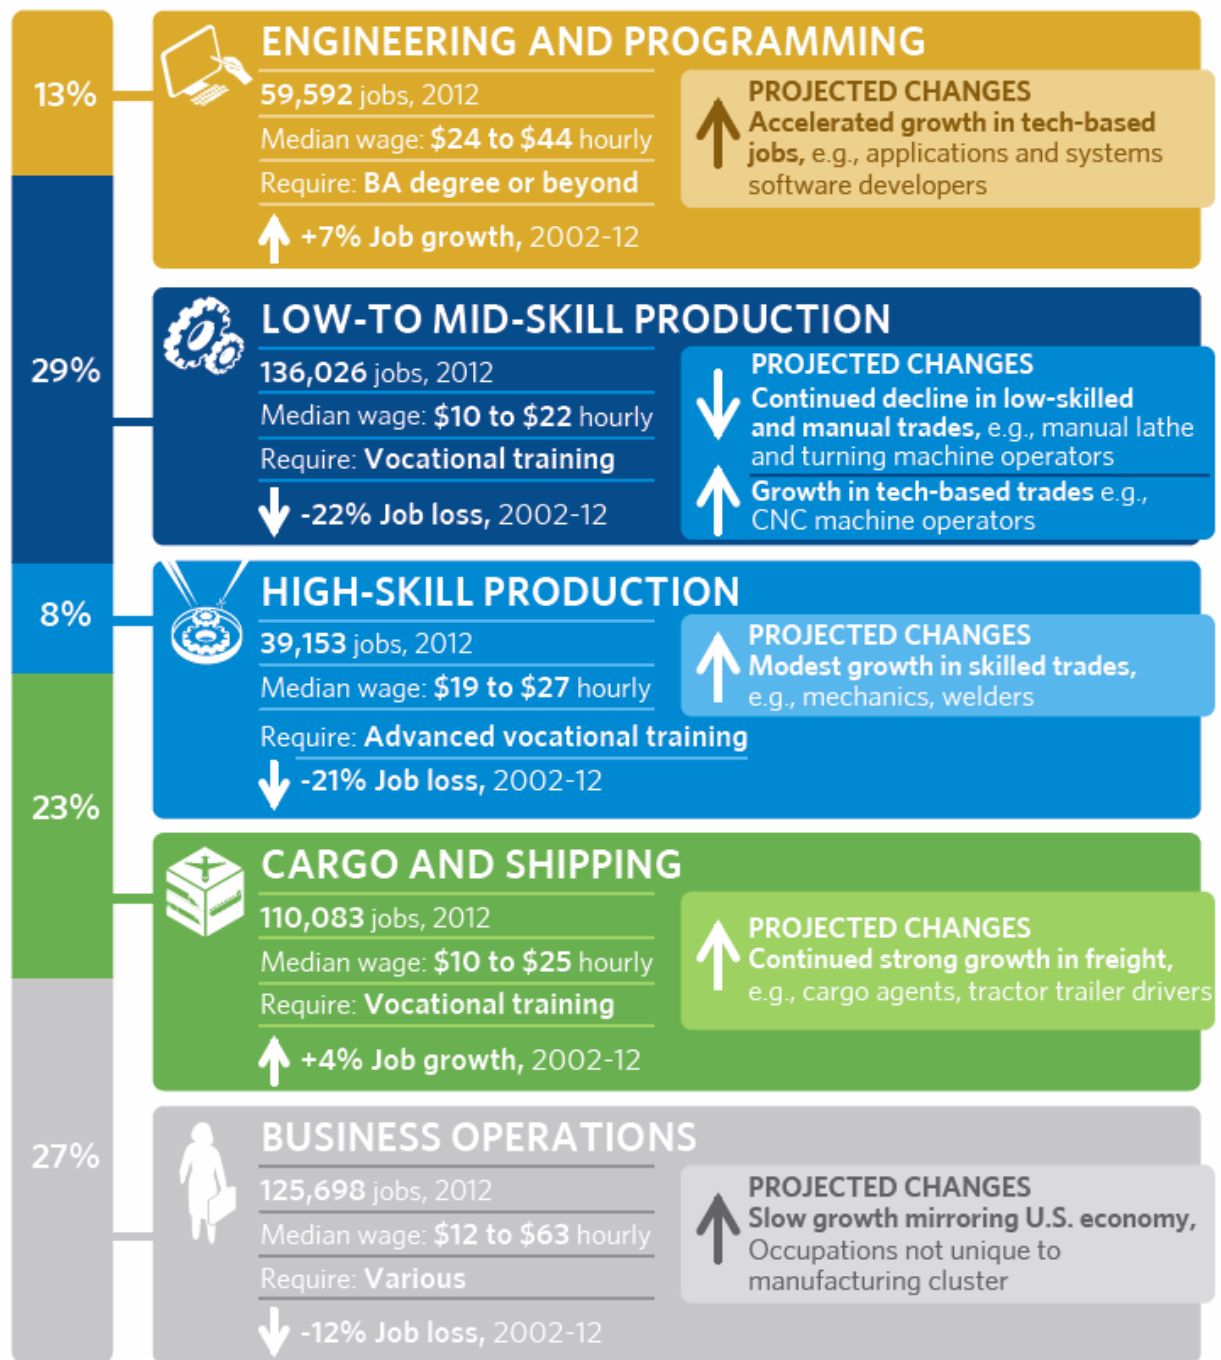 13%
ENGINEERING AND PROGRAMMING
59,592 jobs, 2012
Median wage: $24 to $44 hourly
Require: BA degree or beyond
+7% Job growth, 2002-12
PROJECTED CHANGES
Accelerated growth in tech-based
jobs, e.g., applications and systems
software developers
29%
LOW-TO MID-SKILL PRODUCTION
136,026 jobs, 2012
Median wage: $10 to $22 hourly
Require: Vocational training
-22% Job loss, 2002-12
PROJECTED CHANGES
Continued decline in low-skilled
and manual trades, e.g., manual lathe
and turning machine operators
Growth in tech-based trades e.g.,
CNC machine operators
8%
HIGH-SKILL PRODUCTION
39,153 jobs, 2012
Median wage: $19 to $27 hourly
Require: Advanced vocational training
-21% Job loss, 2002-12
PROJECTED CHANGES
Modest growth in skilled trades,
e.g., mechanics, welders
23%
CARGO AND SHIPPING
110,083 jobs, 2012
Median wage: $10 to $25 hourly
Require: Vocational training
+4% Job growth, 2002-12
PROJECTED CHANGES
Continued strong growth in freight,
e.g., cargo agents, tractor trailer drivers
27%
BUSINESS OPERATIONS
125,698 jobs, 2012
Median wage: $12 to $63 hourly
Require: Various
-12% Job loss, 2002-12
PROJECTED CHANGES
Slow growth mirroring U.S. economy,
Occupations not unique to
manufacturing cluster